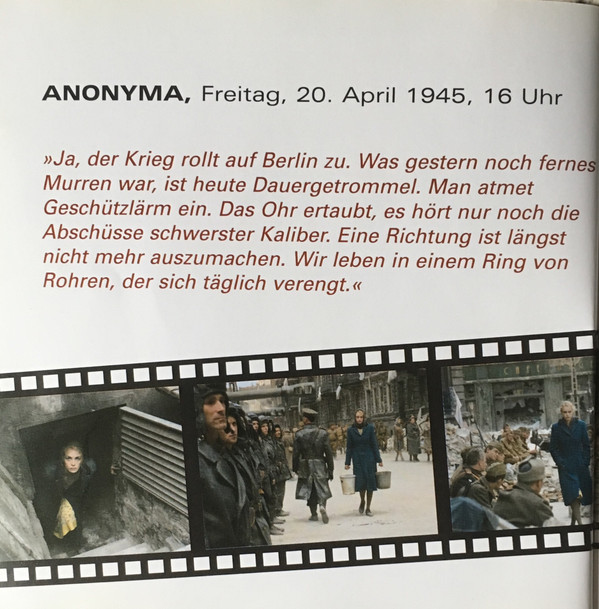 ANONYMA, Freitag, 20. April 1945, 16 Uhr
»Ja, der Krieg rollt auf Berlin zu. Was gestern noch fernes
Murren war, ist heute Dauergetrommel. Man atmet
Geschützlärm ein. Das Ohr ertaubt, es hört nur noch die
Abschüsse schwerster Kaliber. Eine Richtung ist längst
nicht mehr auszumachen. Wir leben in einem Ring von
Rohren, der sich täglich verengt.«